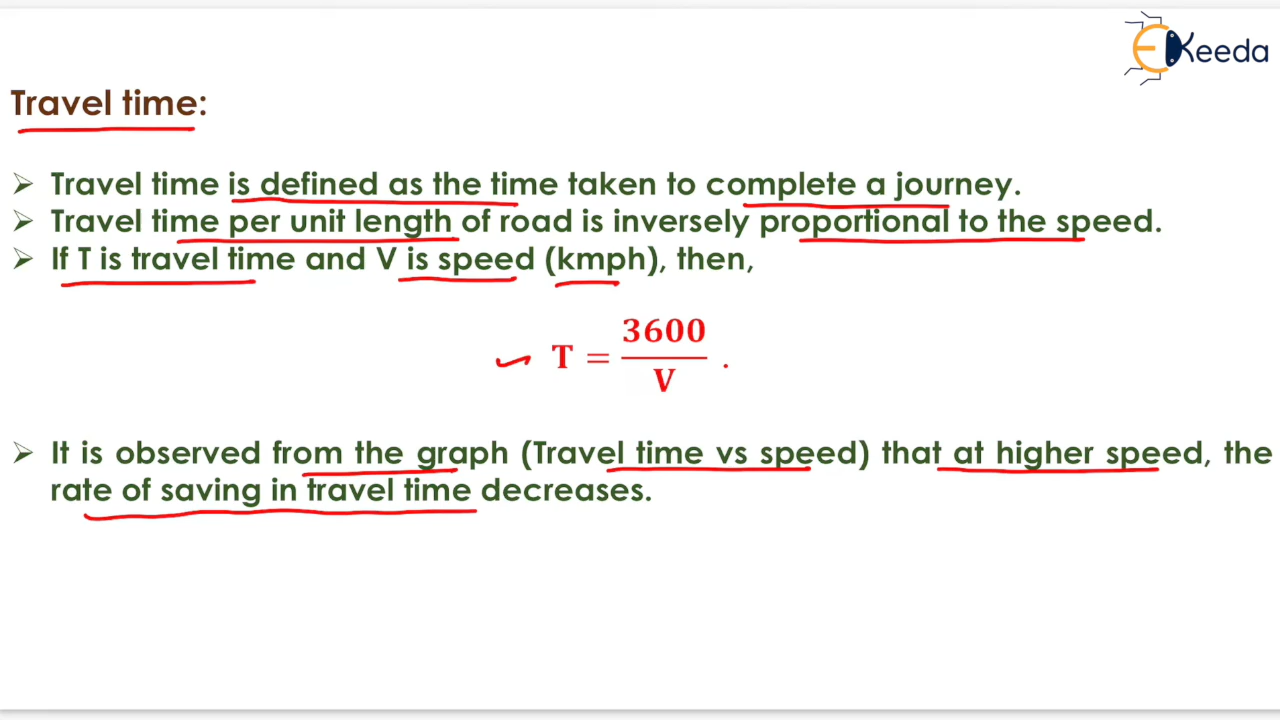 EKeeda
Travel time:
➢ Travel time is defined as the time taken to complete a journey.
➢ Travel time per unit length of road is inversely proportional to the speed.
➢ If T is travel time and V is speed (kmph), then,
T = 3600 / V .
➢ It is observed from the graph (Travel time vs speed) that at higher speed, the
rate of saving in travel time decreases.